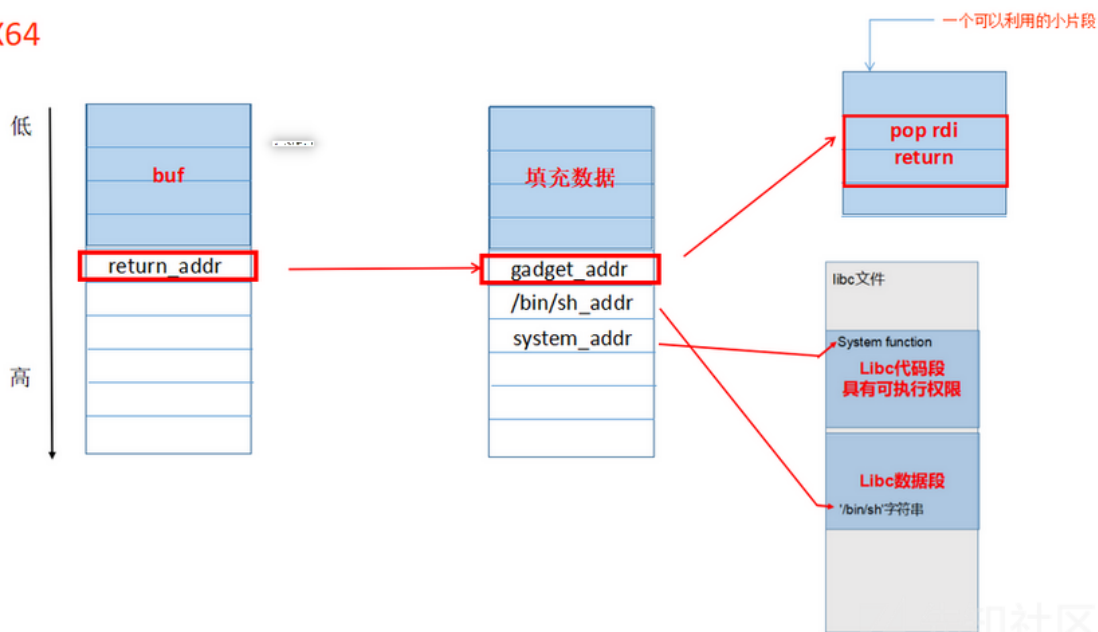 X64
一个可以利用的小片段
低
高
buf
return_addr
填充数据
gadget_addr
/bin/sh_addr
system_addr
pop rdi
return
libc文件
System function
Libc代码段
具有可执行权限
Libc数据段
'/bin/sh'字符串
社区